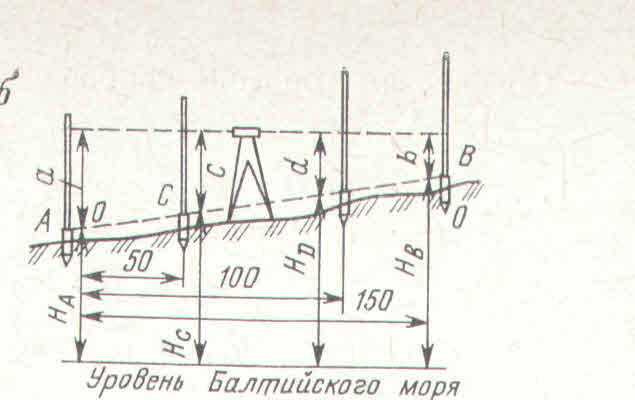 б
a C d b
A O C B
O
50
100
150
H_A H_C H_D H_B
Уровень Балтийского моря